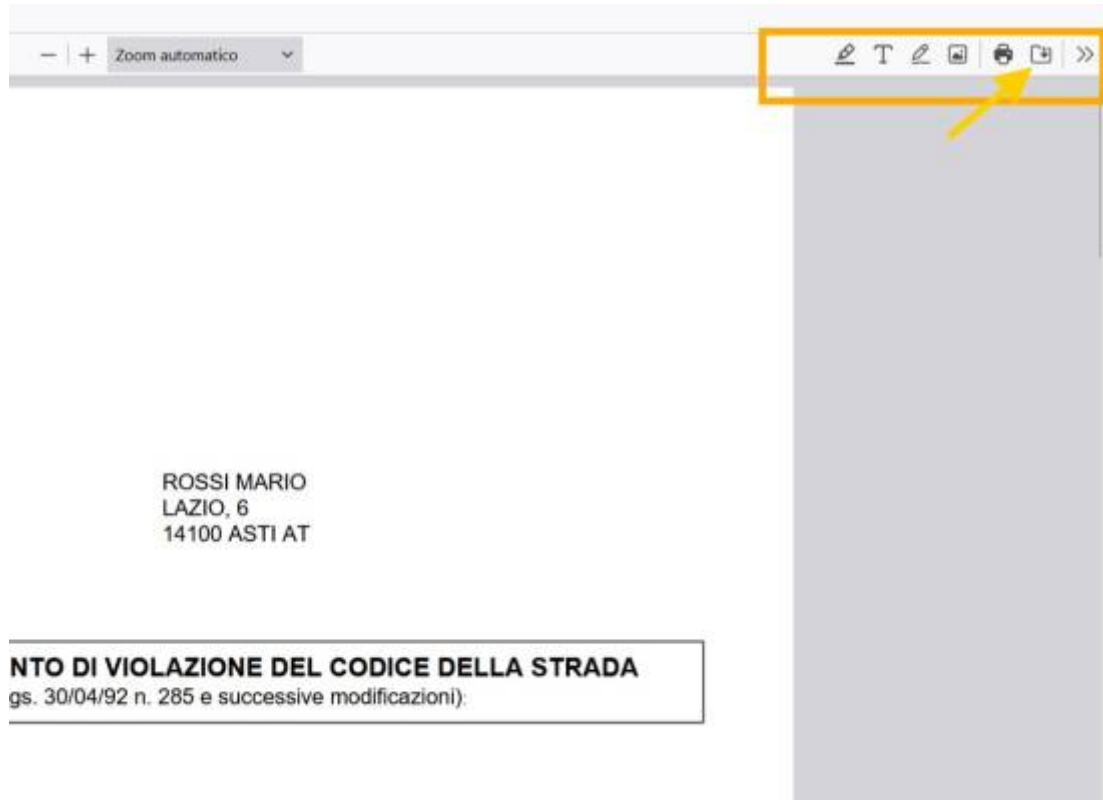 Zoom automatico
ROSSI MARIO
LAZIO, 6
14100 ASTI AT
NTO DI VIOLAZIONE DEL CODICE DELLA STRADA
gs. 30/04/92 n. 285 e successive modificazioni):